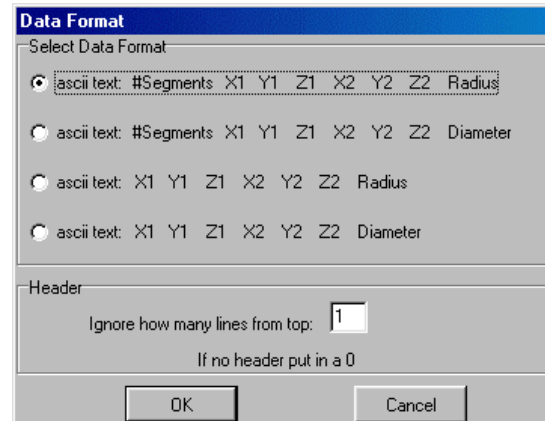 Data Format
Select Data Format
ascii text: #Segments X1 Y1 Z1 X2 Y2 Z2 Radius
ascii text: #Segments X1 Y1 Z1 X2 Y2 Z2 Diameter
ascii text: X1 Y1 Z1 X2 Y2 Z2 Radius
ascii text: X1 Y1 Z1 X2 Y2 Z2 Diameter
Header
Ignore how many lines from top: 1
If no header put in a 0
OK Cancel